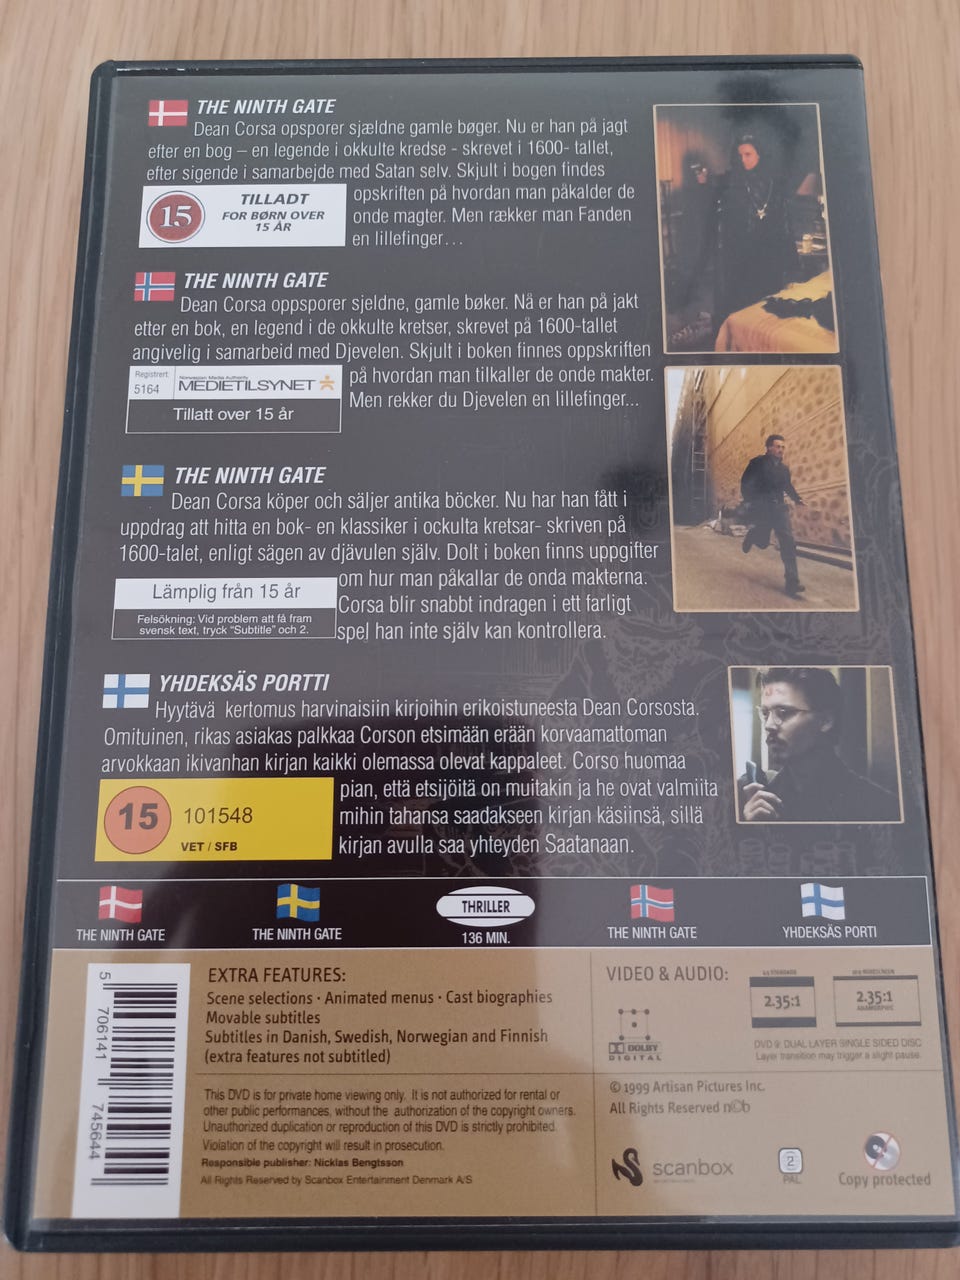 THE NINTH GATE
Dean Corsa opsporer sjældne gamle bøger. Nu er han på jagt
efter en bog – en legende i okkulte kredse - skrevet i 1600- tallet,
efter sigende i samarbejde med Satan selv. Skjult i bogen findes
opskriften på hvordan man påkalder de
onde magter. Men rækker man Fanden
en lillefinger...
15
TILLADT
FOR BØRN OVER
15 ÅR
THE NINTH GATE
Dean Corsa oppsporer sjeldne, gamle bøker. Nå er han på jakt
etter en bok, en legend i de okkulte kretser, skrevet på 1600-tallet
angivelig i samarbeid med Djevelen. Skjult i boken finnes oppskriften
på hvordan man tilkaller de onde makter.
Men rekker du Djevelen en lillefinger...
Registrert:
5164
Norwegian Media Authority
MEDIETILSYNET
Tillatt over 15 år
THE NINTH GATE
Dean Corsa köper och säljer antika böcker. Nu har han fått i
uppdrag att hitta en bok- en klassiker i ockulta kretsar- skriven på
1600-talet, enligt sägen av djävulen själv. Dolt i boken finns uppgifter
om hur man påkallar de onda makterna.
Corsa blir snabbt indragen i ett farligt
spel han inte själv kan kontrollera.
Lämplig från 15 år
Felsökning: Vid problem att få fram
svensk text, tryck "Subtitle" och 2.
YHDEKSÄS PORTTI
Hyytävä kertomus harvinaisiin kirjoihin erikoistuneesta Dean Corsosta.
Omituinen, rikas asiakas palkkaa Corson etsimään erään korvaamattoman
arvokkaan ikivanhan kirjan kaikki olemassa olevat kappaleet. Corso huomaa
pian, että etsijöitä on muitakin ja he ovat valmiita
mihin tahansa saadakseen kirjan käsiinsä, sillä
kirjan avulla saa yhteyden Saatanaan.
15
101548
VET / SFB
THE NINTH GATE
THE NINTH GATE
THRILLER
136 MIN.
THE NINTH GATE
YHDEKSÄS PORTI
EXTRA FEATURES:
Scene selections · Animated menus · Cast biographies
Movable subtitles
Subtitles in Danish, Swedish, Norwegian and Finnish
(extra features not subtitled)
This DVD is for private home viewing only. It is not authorized for rental or
other public performances, without the authorization of the copyright owners.
Unauthorized duplication or reproduction of this DVD is strictly prohibited.
Violation of the copyright will result in prosecution.
Responsible publisher: Nicklas Bengtsson
All Rights Reserved by Scanbox Entertainment Denmark A/S
5 706141 745644
VIDEO & AUDIO:
DOLBY
DIGITAL
4:3 STANDARD
2.35:1
16:9 WIDESCREEN
2.35:1
ANAMORPHIC
DVD 9: DUAL LAYER SINGLE SIDED DISC
Layer transition may trigger a slight pause.
© 1999 Artisan Pictures Inc.
All Rights Reserved n©b
scanbox
2
PAL
Copy protected